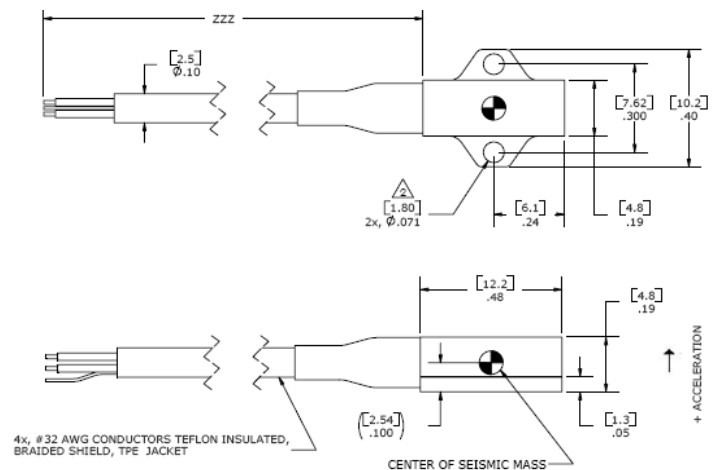 ZZZ
[2.5]
Ø.10
[7.62]
.300
[10.2]
.40
2
[1.80]
2x, Ø.071
[6.1]
.24
[4.8]
.19
[12.2]
.48
[4.8]
.19
+ ACCELERATION
([2.54]
.100)
[1.3]
.05
4x, #32 AWG CONDUCTORS TEFLON INSULATED,
BRAIDED SHIELD, TPE JACKET
CENTER OF SEISMIC MASS